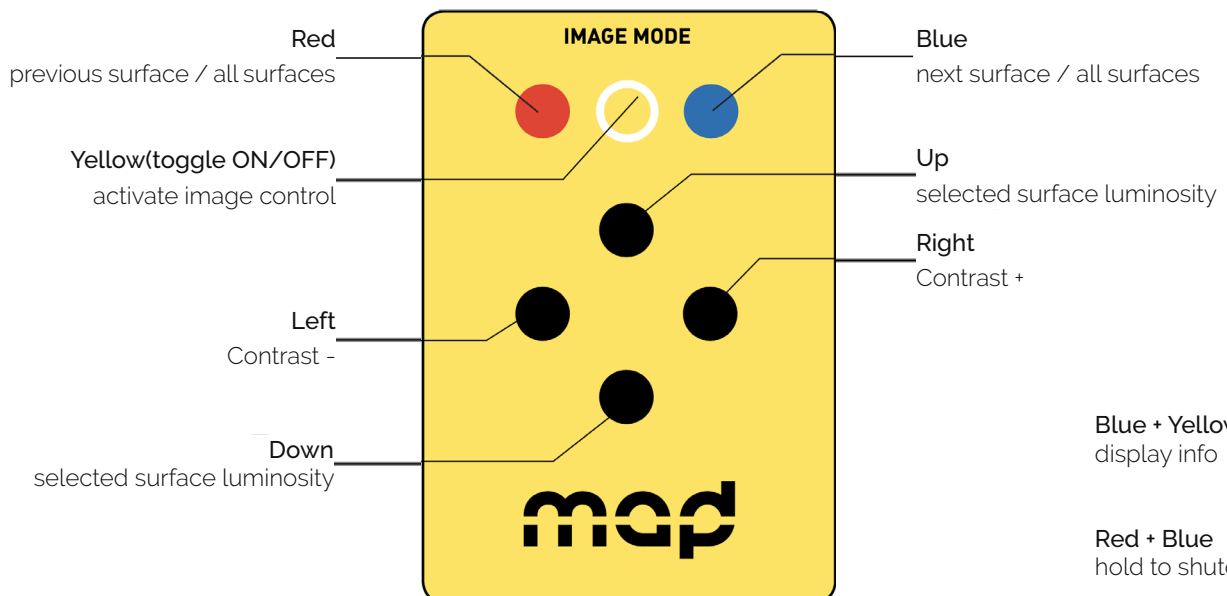 IMAGE MODE
Red
previous surface / all surfaces
Yellow(toggle ON/OFF)
activate image control
Left
Contrast -
Down
selected surface luminosity
Blue
next surface / all surfaces
Up
selected surface luminosity
Right
Contrast +
map
Blue +
display info
Red + Blue
hold to